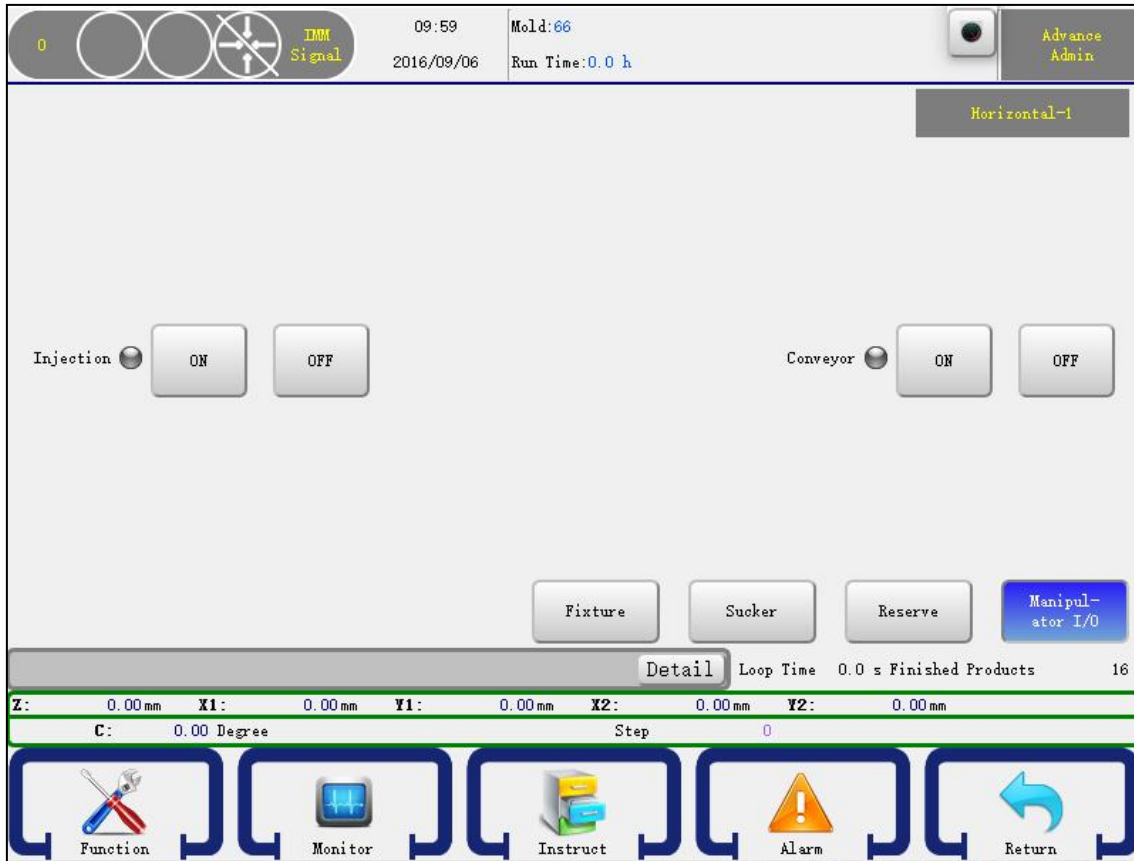 0
IMM
Signal
09:59
2016/09/06
Mold:66
Run Time:0.0 h
Advance
Admin
Horizontal-1
Injection ON OFF
Conveyor ON OFF
Fixture Sucker Reserve Manipul-
ator I/O
Detail Loop Time 0.0 s Finished Products 16
Z: 0.00 mm X1: 0.00 mm Y1: 0.00 mm X2: 0.00 mm Y2: 0.00 mm
C: 0.00 Degree Step 0
Function Monitor Instruct Alarm Return